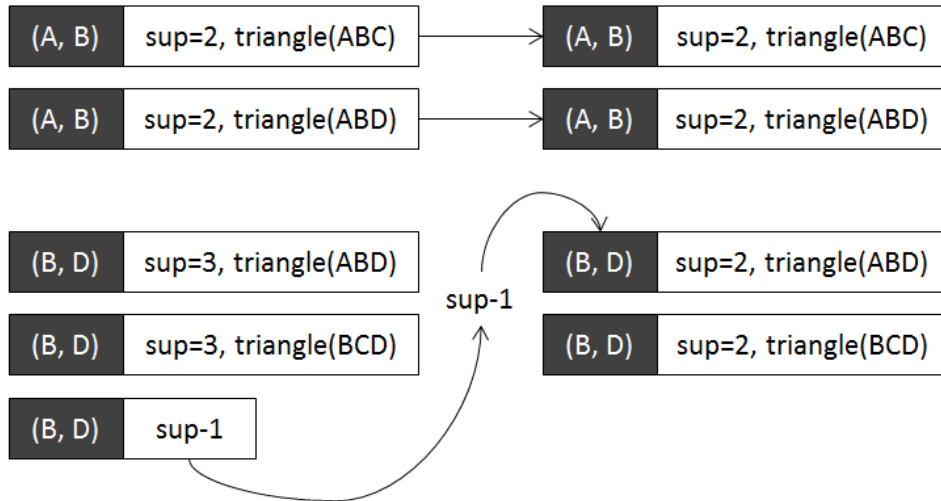 (A, B) sup=2, triangle(ABC) (A, B) sup=2, triangle(ABC)
(A, B) sup=2, triangle(ABD) (A, B) sup=2, triangle(ABD)
(B, D) sup=3, triangle(ABD) (B, D) sup=2, triangle(ABD)
sup-1
(B, D) sup=3, triangle(BCD) (B, D) sup=2, triangle(BCD)
(B, D) sup-1